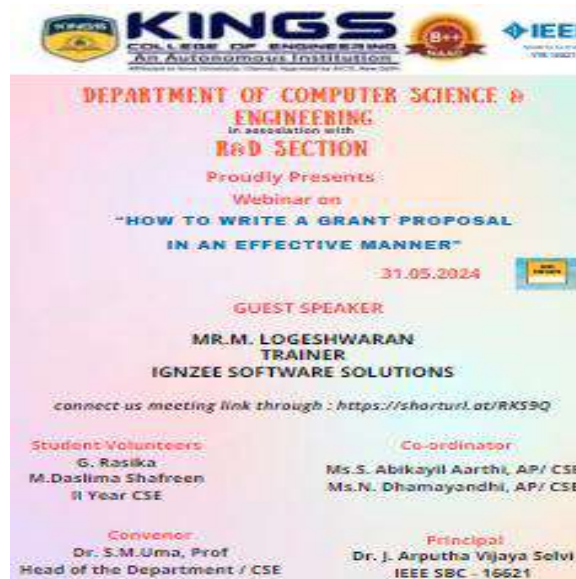 KINGS
COLLEGE OF ENGINEERING
An Autonomous Institution
B++
NAAC
IEEE
DEPARTMENT OF COMPUTER SCIENCE &
ENGINEERING
in association with
R&D SECTION
Proudly Presents
Webinar on
"HOW TO WRITE A GRANT PROPOSAL
IN AN EFFECTIVE MANNER"
31.05.2024
GUEST SPEAKER
MR.M. LOGESHWARAN
TRAINER
IGNZEE SOFTWARE SOLUTIONS
connect us meeting link through : https://shorturl.at/RKS9Q
Student Volunteers
G. Rasika
M.Daslima Shafreen
II Year CSE
Co-ordinator
Ms.S. Abikayil Aarthi, AP/ CSE
Ms.N. Dhamayandhi, AP/ CSE
Convenor
Dr. S.M.Uma, Prof
Head of the Department / CSE
Principal
Dr. J. Arputha Vijaya Selvi
IEEE SBC - 16621